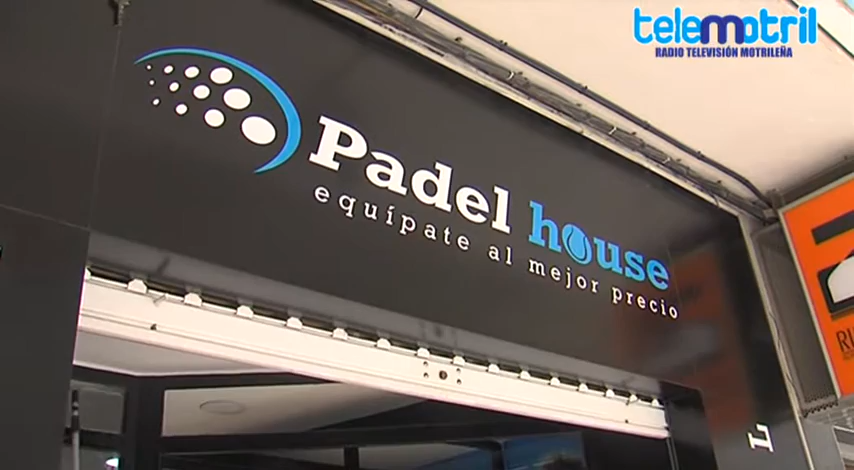 telemotril
RADIO TELEVISIÓN MOTRILEÑA
Padel house
equípate al mejor precio